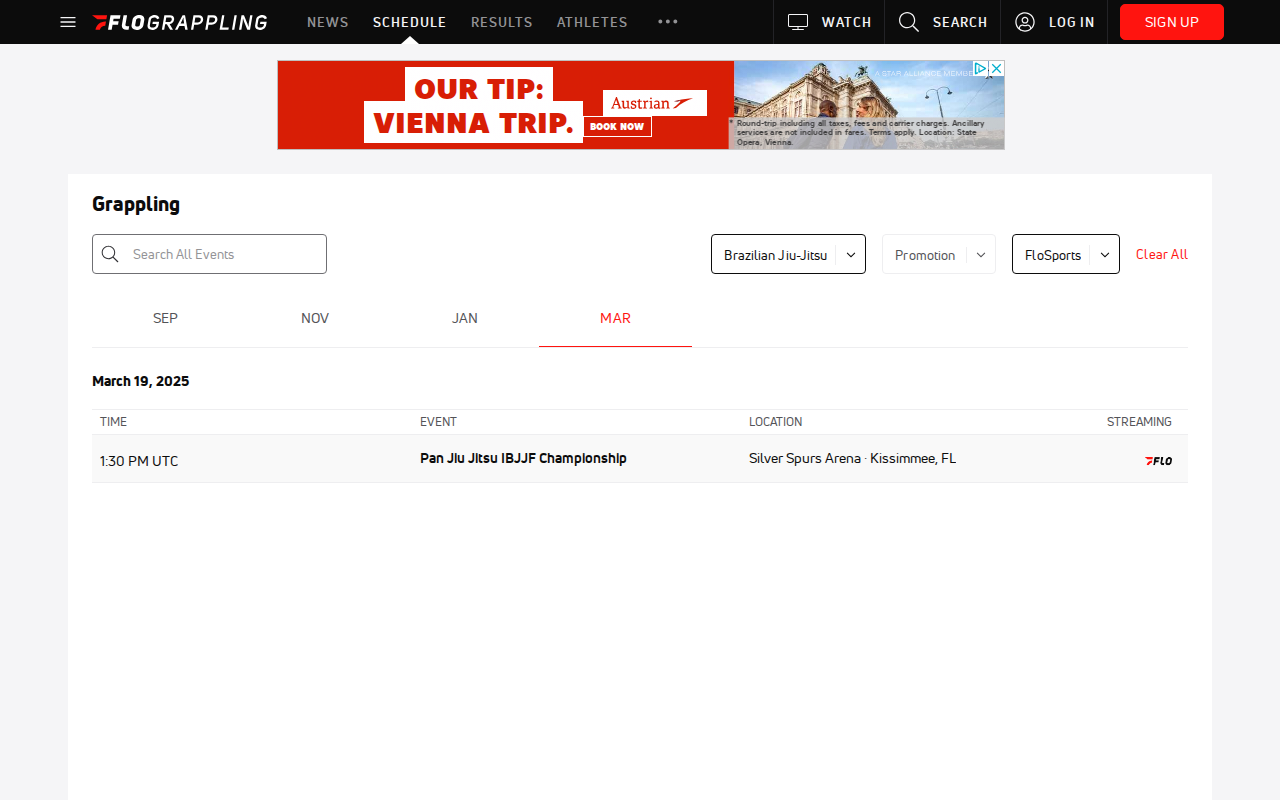 FLOGRAPPLING NEWS SCHEDULE RESULTS ATHLETES WATCH SEARCH LOG IN SIGN UP
OUR TIP:
VIENNA TRIP.
Austrian
BOOK NOW
A STAR ALLIANCE MEMBER
* Round-trip including all taxes, fees and carrier charges. Ancillary
services are not included in fares. Terms apply. Location: State
Opera, Vienna.
Grappling
Search All Events
Brazilian Jiu-Jitsu
Promotion
FloSports
Clear All
SEP NOV JAN MAR
March 19, 2025
TIME EVENT LOCATION STREAMING
1:30 PM UTC Pan Jiu Jitsu IBJJF Championship Silver Spurs Arena · Kissimmee, FL FLO